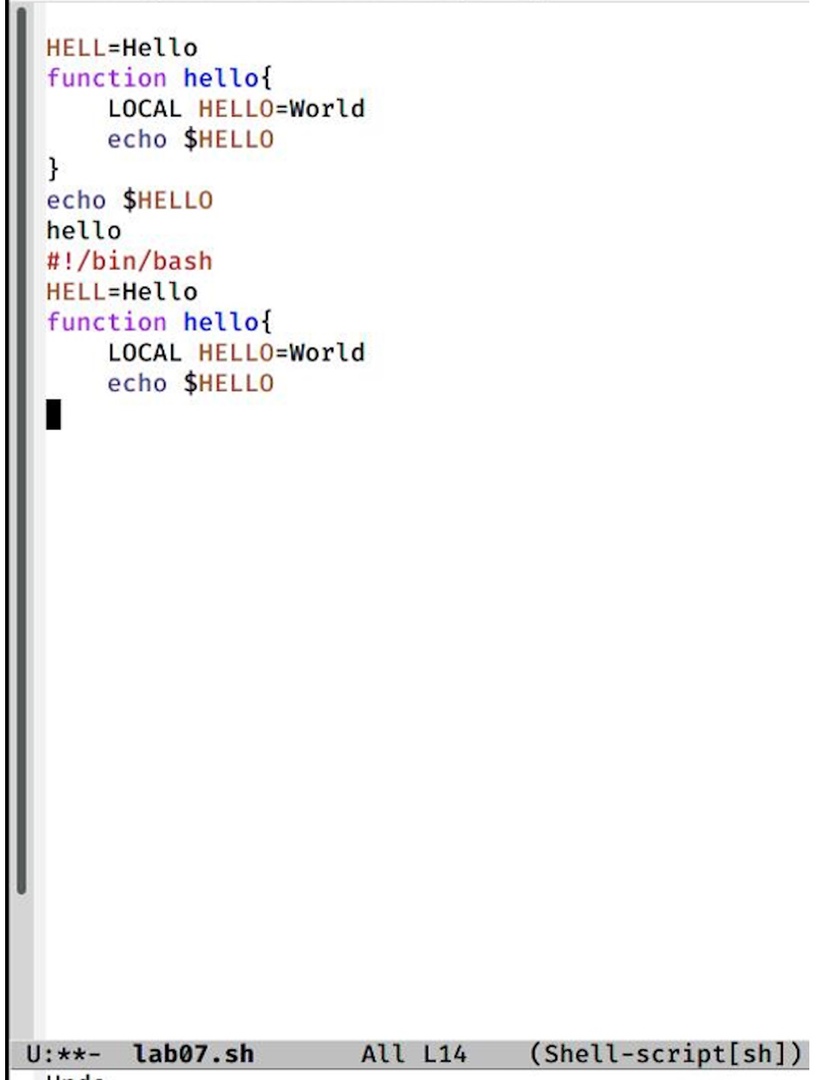 HELL=Hello
function hello{
    LOCAL HELLO=World
    echo $HELLO
}
echo $HELLO
hello
#!/bin/bash
HELL=Hello
function hello{
    LOCAL HELLO=World
    echo $HELLO
U:**-  lab07.sh       All L14    (Shell-script[sh])
Undo